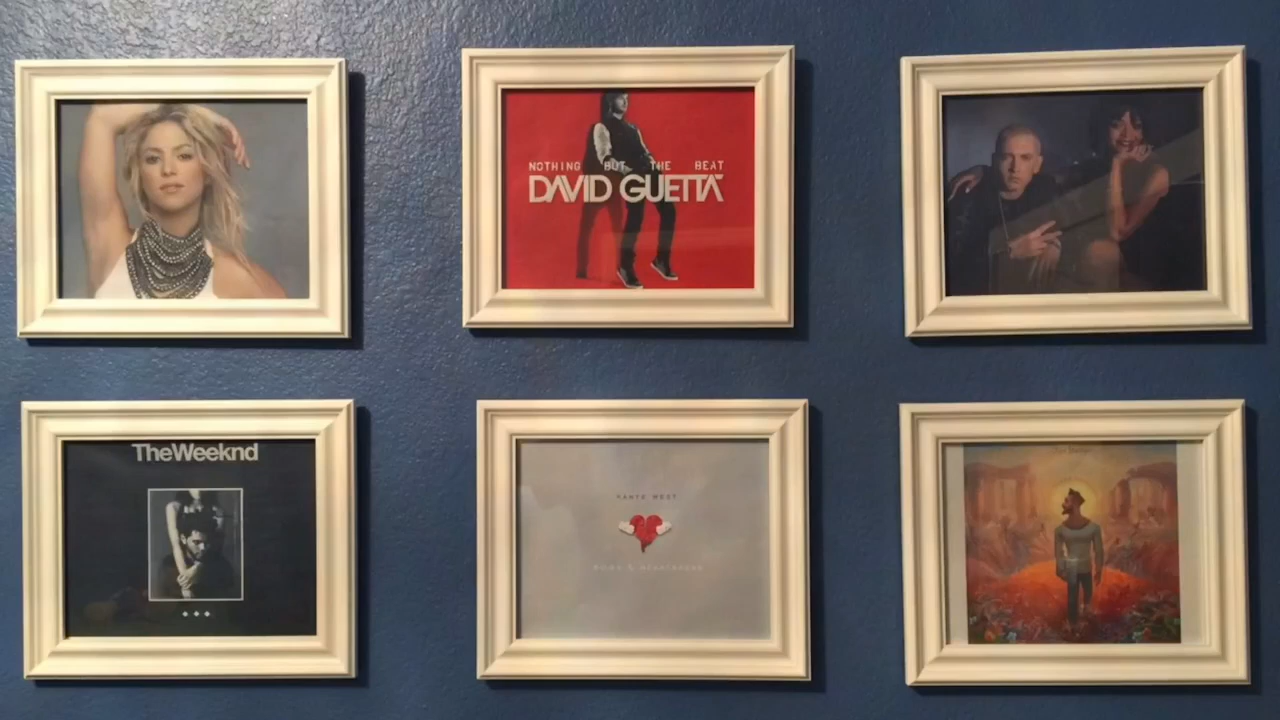 NOTHING BUT THE BEAT
DAVID GUETTA
TheWeeknd
KANYE WEST